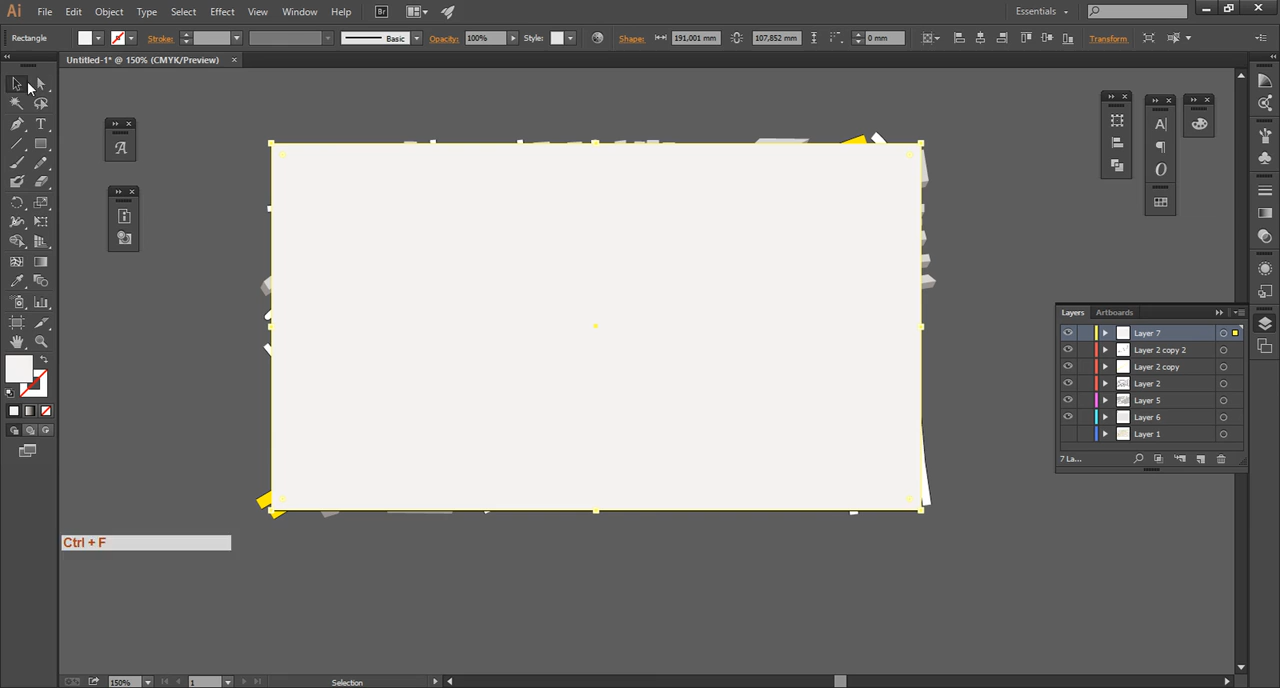 Ai File Edit Object Type Select Effect View Window Help Br Essentials
Rectangle Stroke: Basic Opacity: 100% Style: Shape: 191,001 mm 107,852 mm 0 mm Transform
Untitled-1* @ 150% (CMYK/Preview)
Layers Artboards
Layer 7
Layer 2 copy 2
Layer 2 copy
Layer 2
Layer 5
Layer 6
Layer 1
7 La...
Ctrl + F
150% 1 Selection